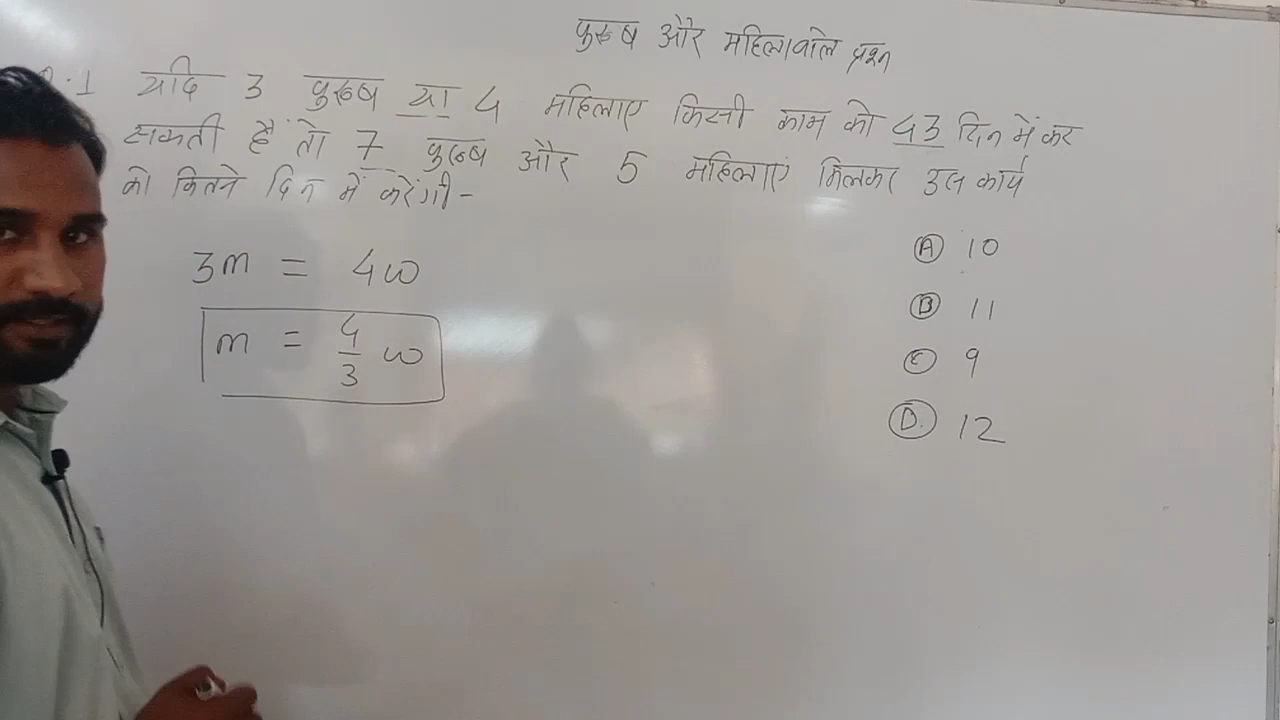 पुरूष और महिलावाले प्रश्न
.1 यदि 3 पुरूष या 4 महिलाए किसी काम को 43 दिन में कर
सकती हैं तो 7 पुरूष और 5 महिलाएं मिलकर उस कार्य
को कितने दिन में करेंगी -
3m = 4w
m = 4/3 w
(A) 10
(B) 11
(C) 9
(D.) 12